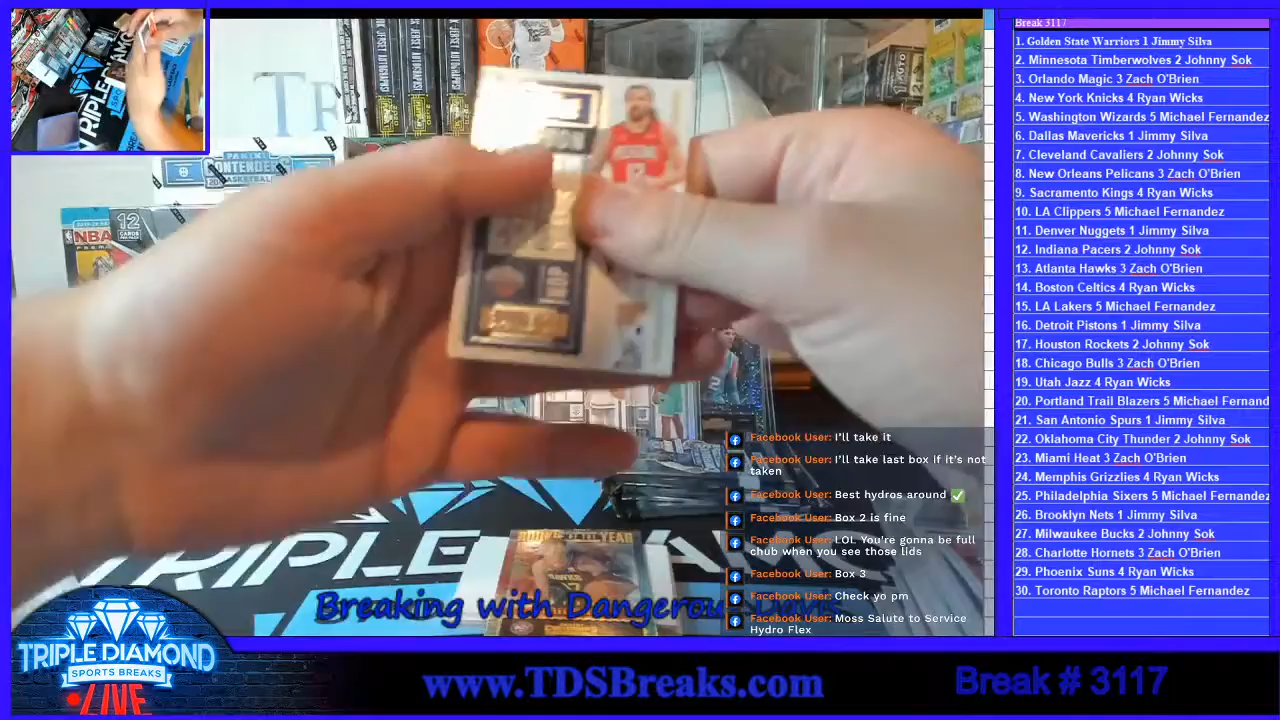 Break 3117
1. Golden State Warriors 1 Jimmy Silva
2. Minnesota Timberwolves 2 Johnny Sok
3. Orlando Magic 3 Zach O'Brien
4. New York Knicks 4 Ryan Wicks
5. Washington Wizards 5 Michael Fernandez
6. Dallas Mavericks 1 Jimmy Silva
7. Cleveland Cavaliers 2 Johnny Sok
8. New Orleans Pelicans 3 Zach O'Brien
9. Sacramento Kings 4 Ryan Wicks
10. LA Clippers 5 Michael Fernandez
11. Denver Nuggets 1 Jimmy Silva
12. Indiana Pacers 2 Johnny Sok
13. Atlanta Hawks 3 Zach O'Brien
14. Boston Celtics 4 Ryan Wicks
15. LA Lakers 5 Michael Fernandez
16. Detroit Pistons 1 Jimmy Silva
17. Houston Rockets 2 Johnny Sok
18. Chicago Bulls 3 Zach O'Brien
19. Utah Jazz 4 Ryan Wicks
20. Portland Trail Blazers 5 Michael Fernand
21. San Antonio Spurs 1 Jimmy Silva
22. Oklahoma City Thunder 2 Johnny Sok
23. Miami Heat 3 Zach O'Brien
24. Memphis Grizzlies 4 Ryan Wicks
25. Philadelphia Sixers 5 Michael Fernandez
26. Brooklyn Nets 1 Jimmy Silva
27. Milwaukee Bucks 2 Johnny Sok
28. Charlotte Hornets 3 Zach O'Brien
29. Phoenix Suns 4 Ryan Wicks
30. Toronto Raptors 5 Michael Fernandez
PANINI
CONTENDERS
BASKETBALL
NBA
12
CARDS
Facebook User: I'll take it
Facebook User: I'll take last box if it's not
taken
Facebook User: Best hydros around ✅
Facebook User: Box 2 is fine
Facebook User: LOL. You're gonna be full
chub when you see those lids
Facebook User: Box 3
Facebook User: Check yo pm
Facebook User: Moss Salute to Service
Hydro Flex
ROOKIE OF THE YEAR
TRIPLE
Breaking with Dangerou
TRIPLE DIAMOND
SPORTS BREAKS
LIVE
www.TDSBreaks.com
Break # 3117